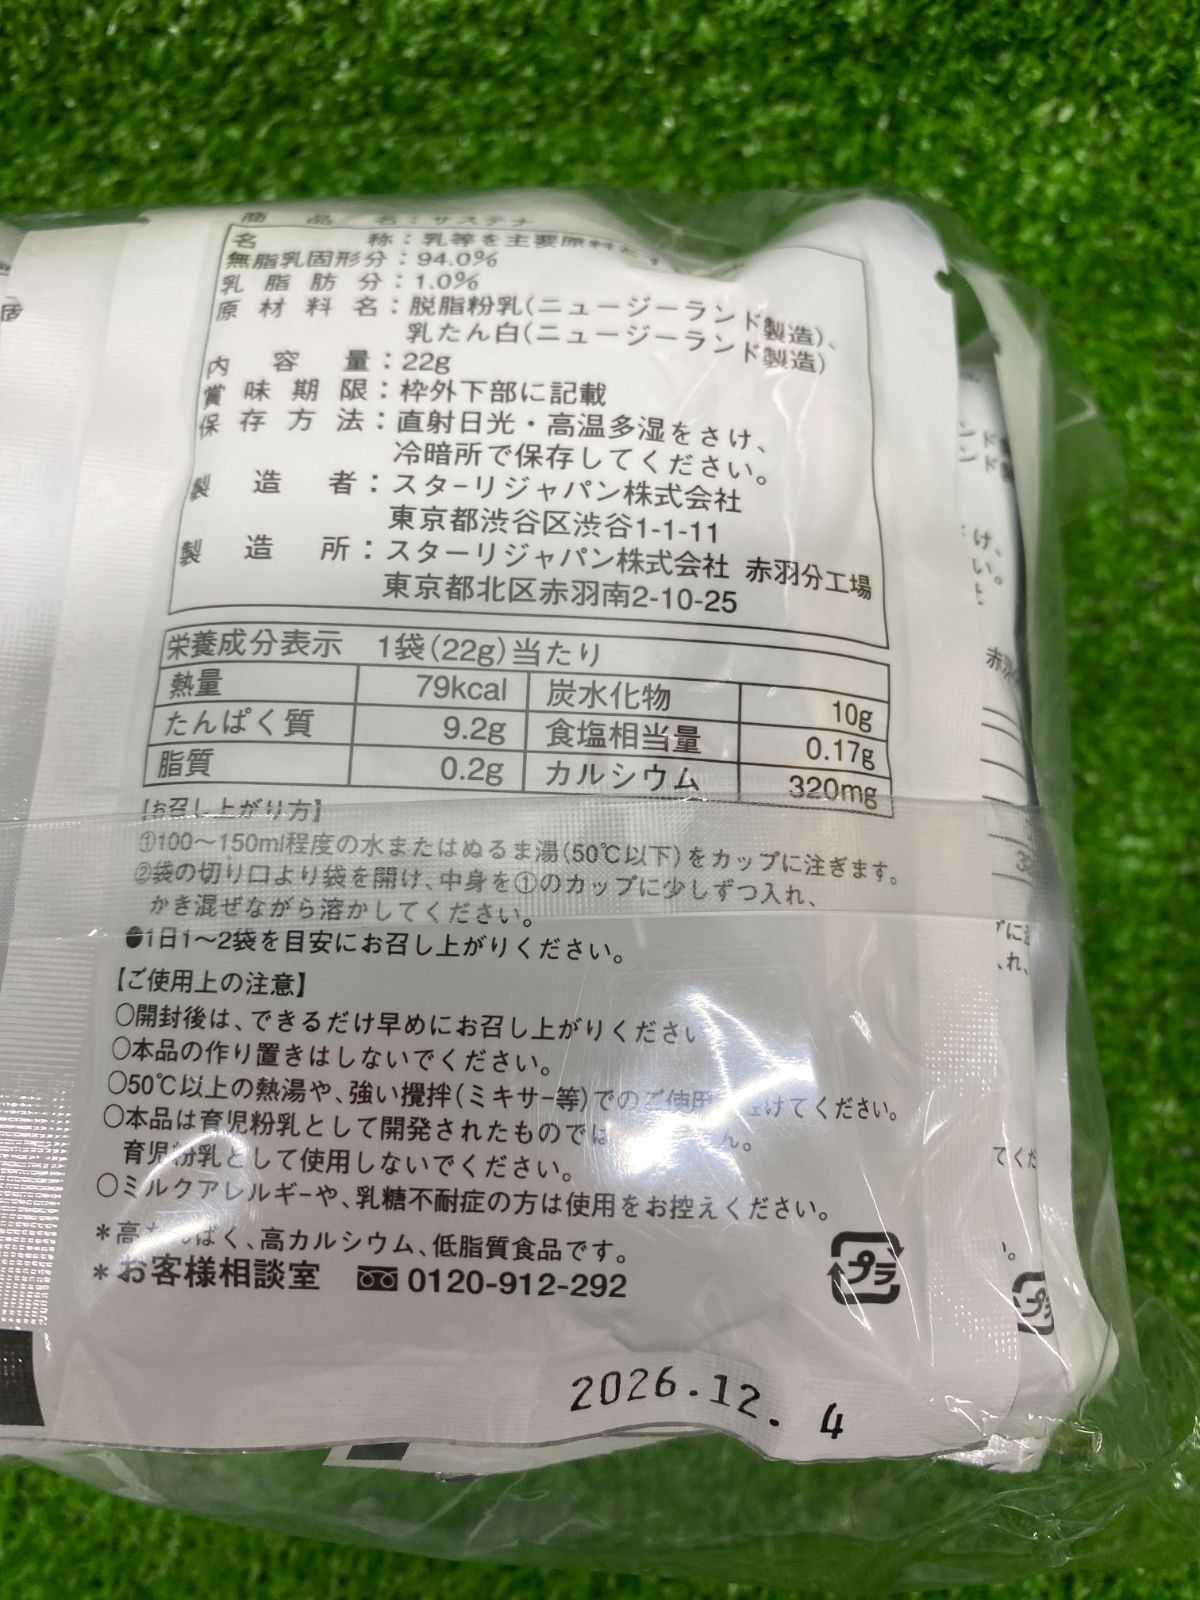 商品名：サステナ
名称：乳等を主要原料と
無脂乳固形分：94.0%
乳脂肪分：1.0%
原材料名：脱脂粉乳(ニュージーランド製造)、
乳たん白(ニュージーランド製造)
内容量：22g
賞味期限：枠外下部に記載
保存方法：直射日光・高温多湿をさけ、
冷暗所で保存してください。
製造者：スターリジャパン株式会社
東京都渋谷区渋谷1-1-11
製造所：スターリジャパン株式会社 赤羽分工場
東京都北区赤羽南2-10-25
栄養成分表示 1袋(22g)当たり
熱量 79kcal 炭水化物 10g
たんぱく質 9.2g 食塩相当量 0.17g
脂質 0.2g カルシウム 320mg
【お召し上がり方】
①100～150ml程度の水またはぬるま湯(50℃以下)をカップに注ぎます。
②袋の切り口より袋を開け、中身を①のカップに少しずつ入れ、
かき混ぜながら溶かしてください。
●1日1～2袋を目安にお召し上がりください。
【ご使用上の注意】
○開封後は、できるだけ早めにお召し上がりくださ
○本品の作り置きはしないでください。
○50℃以上の熱湯や、強い攪拌(ミキサー等)でのご使用 けてください。
○本品は育児粉乳として開発されたものでは ん。
育児粉乳として使用しないでください。
○ミルクアレルギーや、乳糖不耐症の方は使用をお控えください。
＊高たんぱく、高カルシウム、低脂質食品です。
＊お客様相談室 0120-912-292
プラ
2026.12. 4